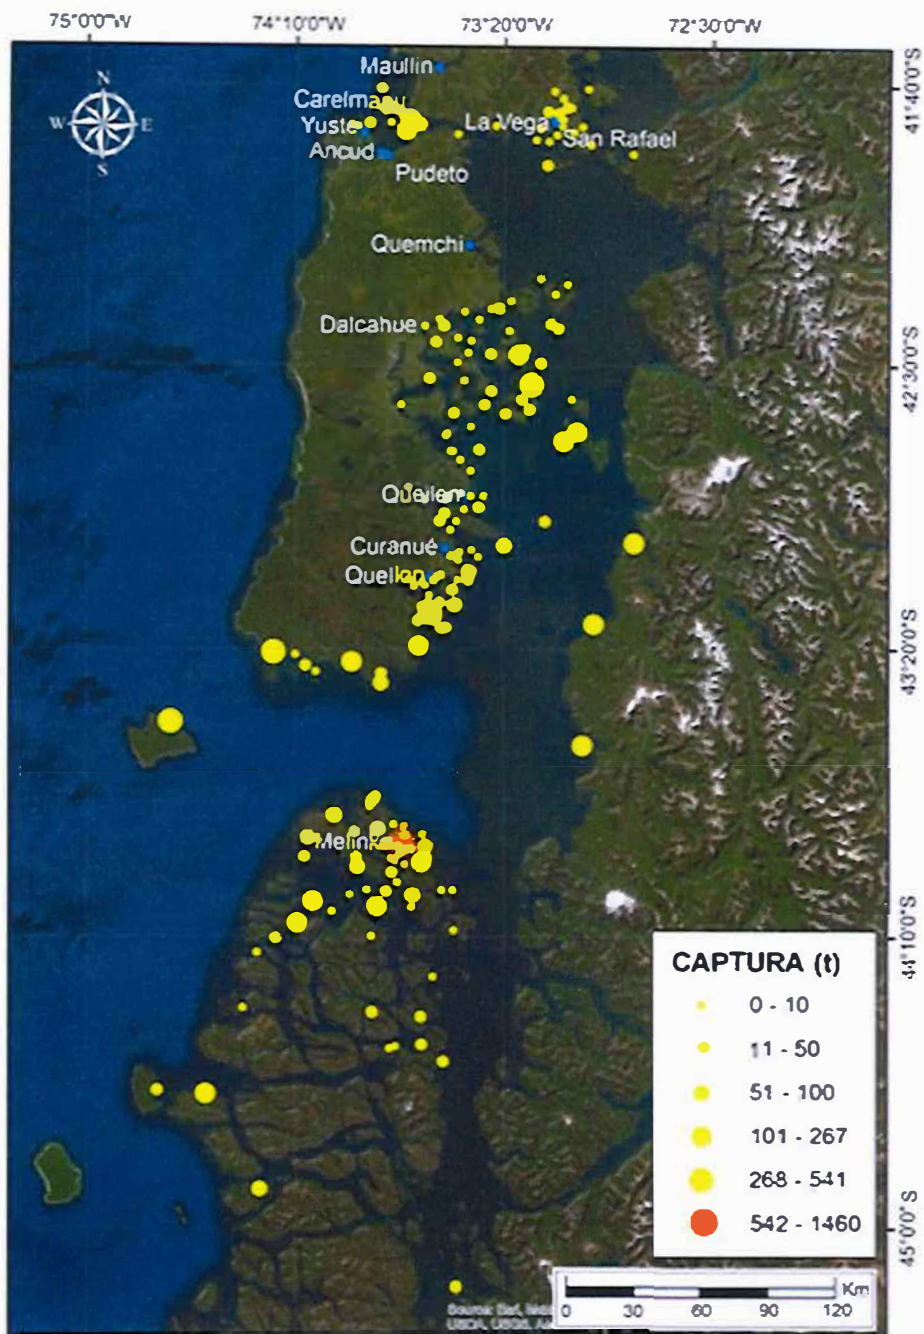 75°0'0"W 74°10'0"W 73°20'0"W 72°30'0"W
N
W E
S
Maullin
Carelmapu
Yuste
Ancud
Pudeto
La Vega
San Rafael
Quemchi
Dalcahue
Queilen
Curanué
Quellon
41°40'0"S
42°30'0"S
43°20'0"S
44°10'0"S
45°0'0"S
CAPTURA (t)
0 - 10
11 - 50
51 - 100
101 - 267
268 - 541
542 - 1460
Km
0 30 60 90 120